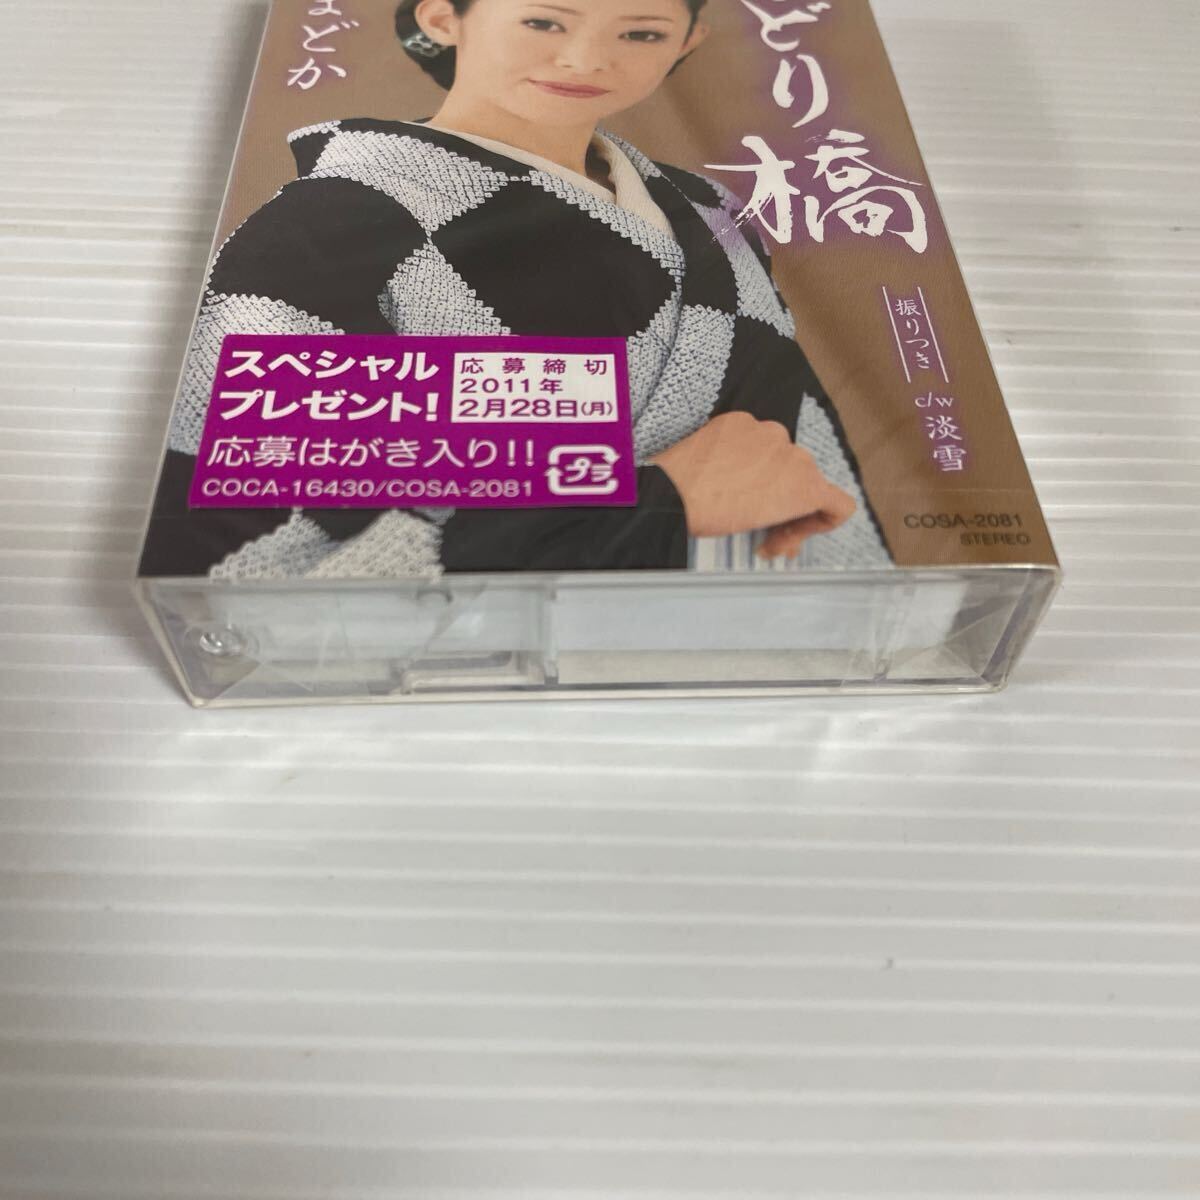 どり橋
まどか
振りつき
c/w 淡雪
スペシャル
プレゼント!
応募締切
2011年
2月28日(月)
応募はがき入り!!
プラ
COCA-16430/COSA-2081
COSA-2081
STEREO